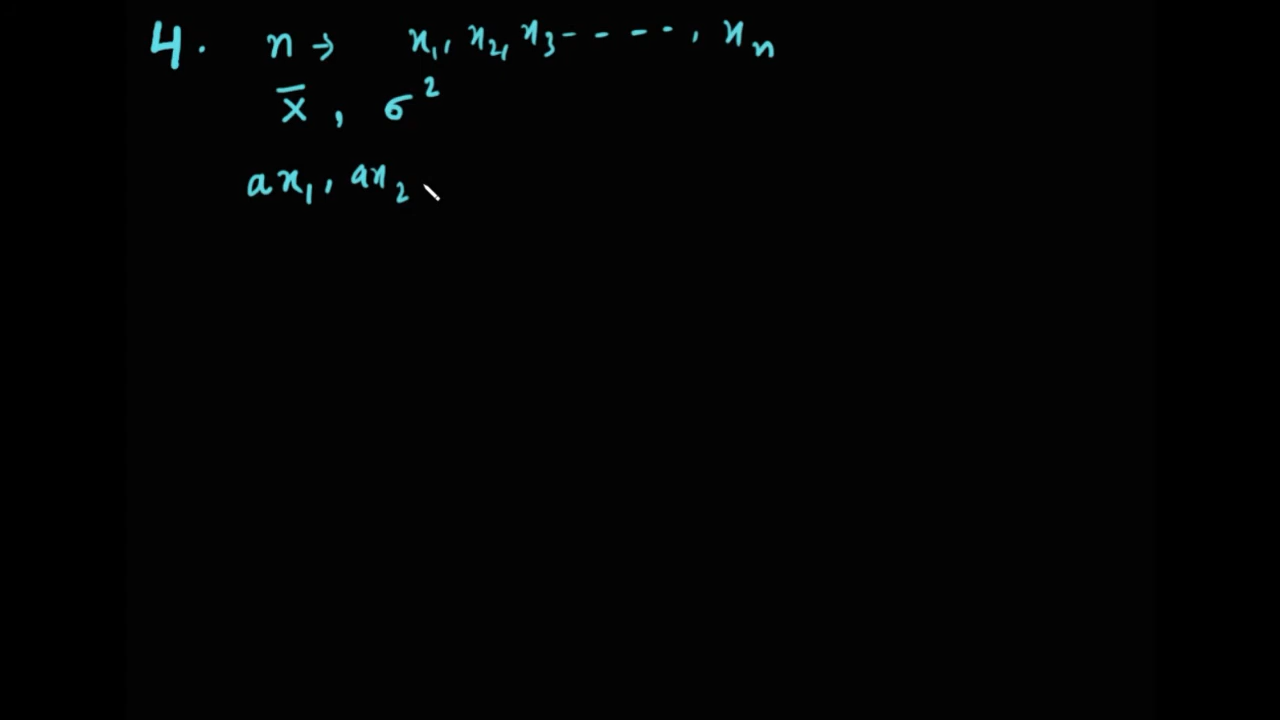 4. n → x₁, x₂, x₃ - - - - -, xₙ
x̅, σ²
ax₁, ax₂